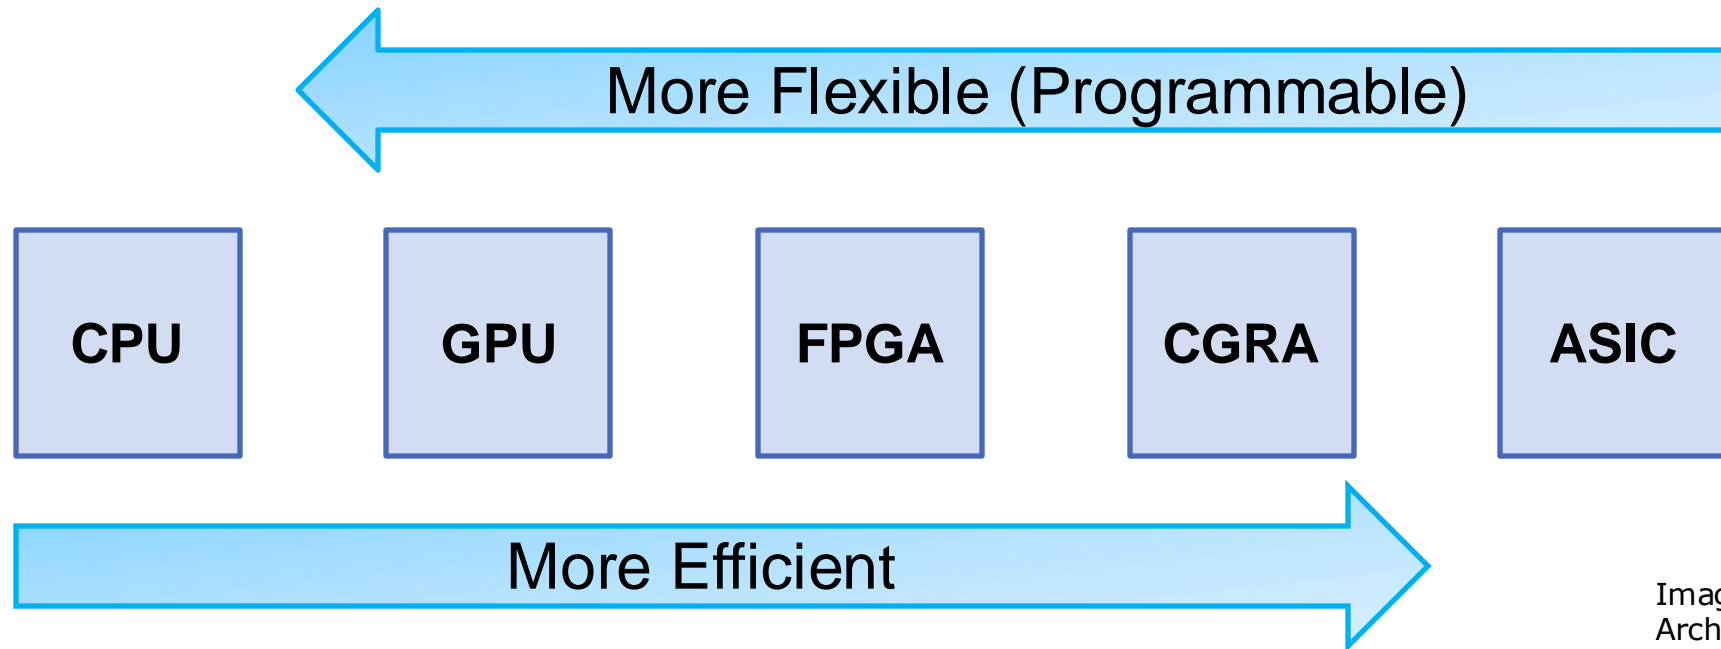 More Flexible (Programmable)
CPU
GPU
FPGA
CGRA
ASIC
More Efficient